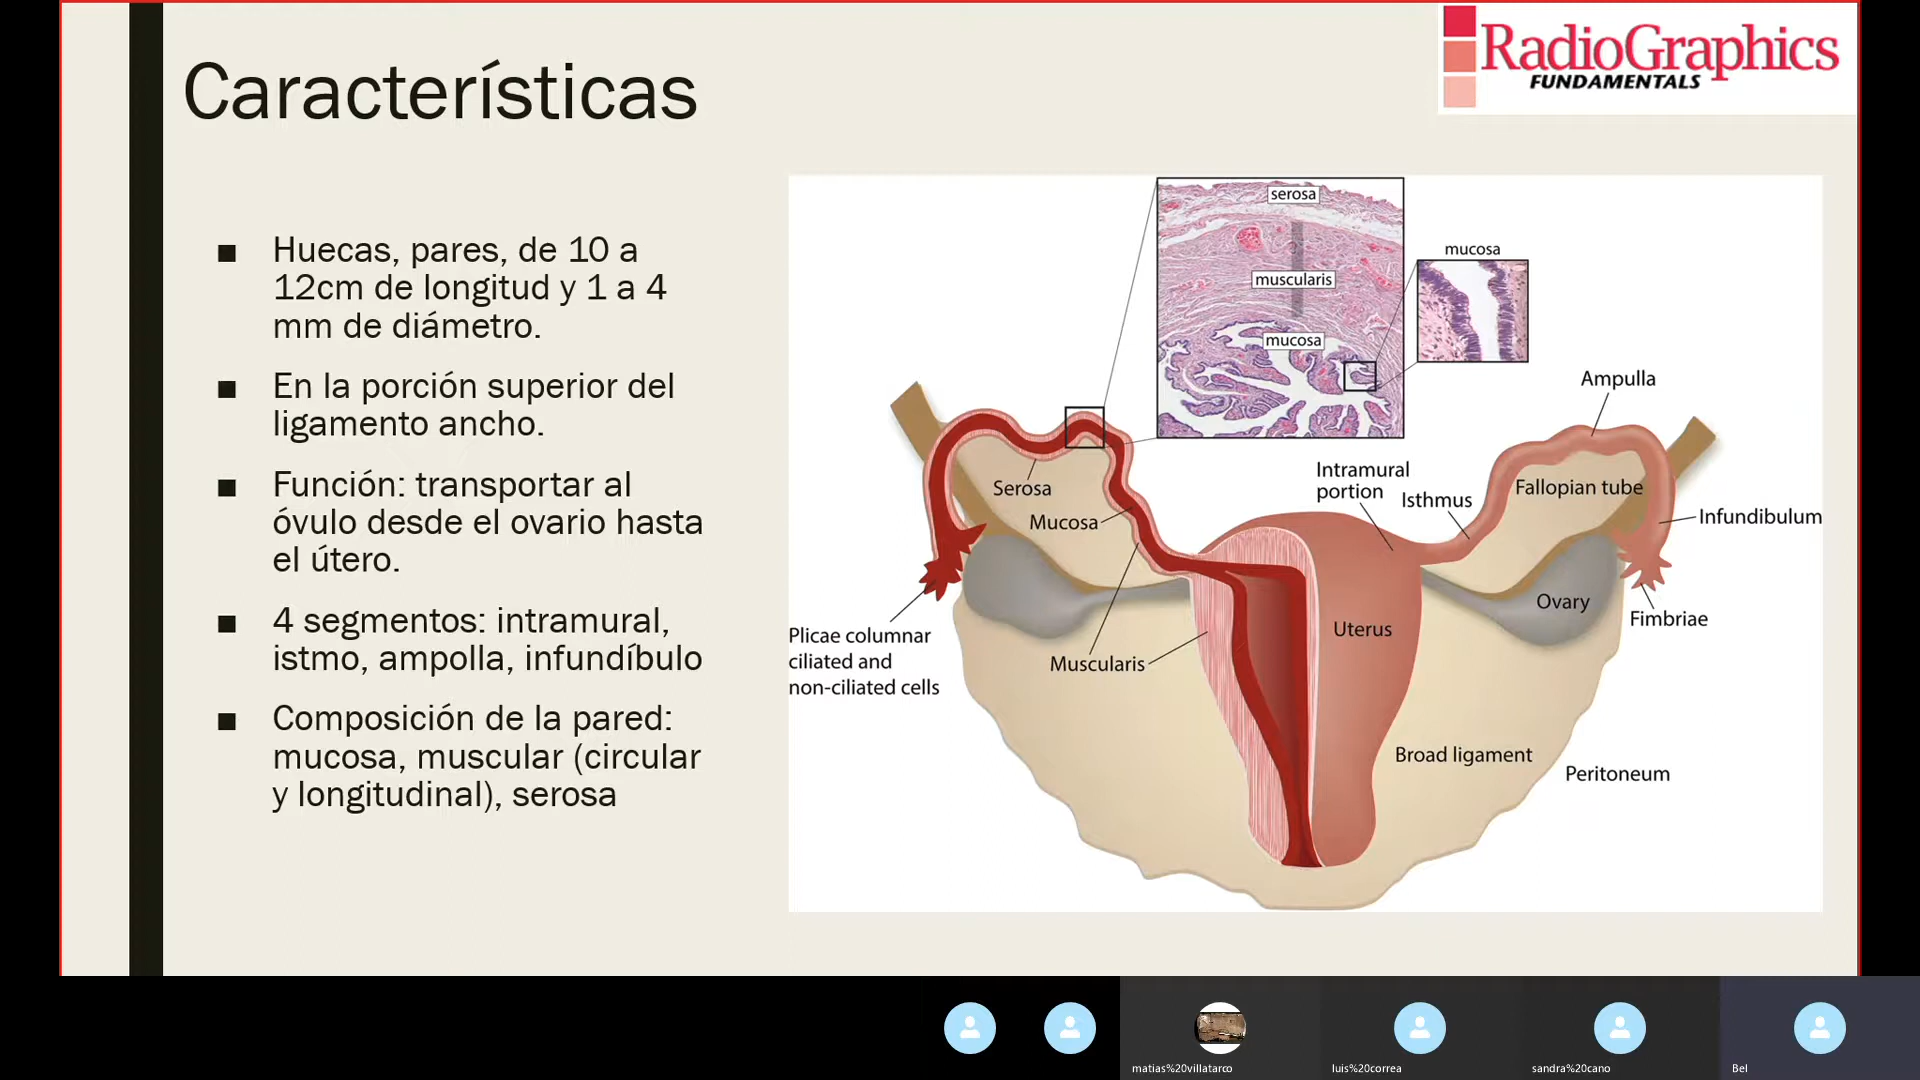 Características
RadioGraphics
FUNDAMENTALS
■ Huecas, pares, de 10 a
12cm de longitud y 1 a 4
mm de diámetro.
■ En la porción superior del
ligamento ancho.
■ Función: transportar al
óvulo desde el ovario hasta
el útero.
■ 4 segmentos: intramural,
istmo, ampolla, infundíbulo
■ Composición de la pared:
mucosa, muscular (circular
y longitudinal), serosa
serosa
muscularis
mucosa
mucosa
Ampulla
Serosa
Mucosa
Intramural
portion
Isthmus
Fallopian tube
Infundibulum
Ovary
Fimbriae
Uterus
Plicae columnar
ciliated and
non-ciliated cells
Muscularis
Broad ligament
Peritoneum
matias%20villatarco
luis%20correa
sandra%20cano
Bel